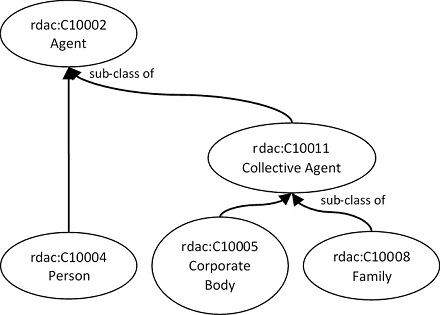 rdac:C10002
Agent
sub-class of
rdac:C10011
Collective Agent
sub-class of
rdac:C10004
Person
rdac:C10005
Corporate
Body
rdac:C10008
Family